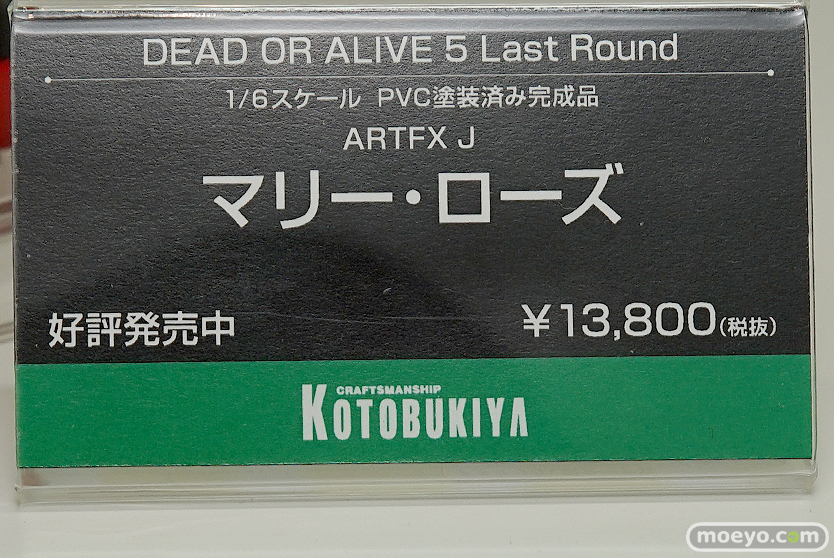 DEAD OR ALIVE 5 Last Round
1/6スケール PVC塗装済み完成品
ARTFX J
マリー・ローズ
好評発売中 ¥13,800(税抜)
CRAFTSMANSHIP
KOTOBUKIYA
moeyo.com